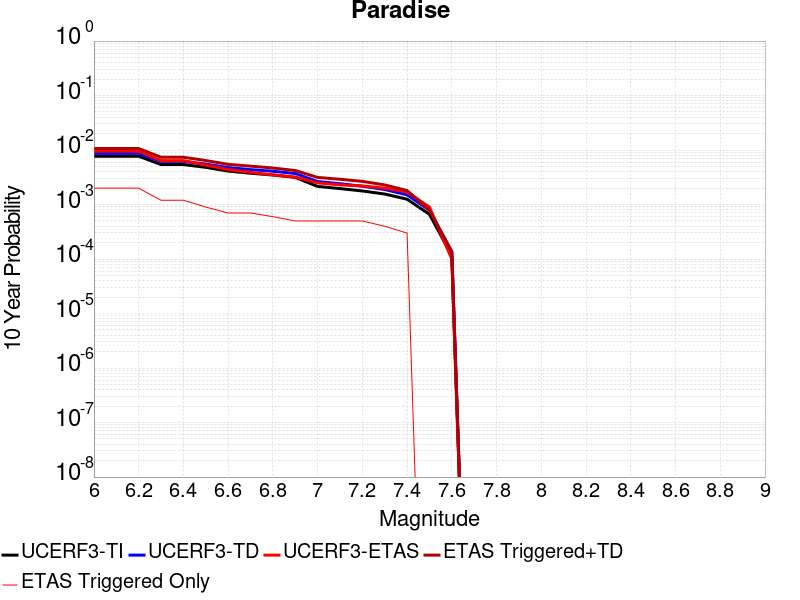 Paradise
10 Year Probability
10^0
10^-1
10^-2
10^-3
10^-4
10^-5
10^-6
10^-7
10^-8
6 6.2 6.4 6.6 6.8 7 7.2 7.4 7.6 7.8 8 8.2 8.4 8.6 8.8 9
Magnitude
UCERF3-TI UCERF3-TD UCERF3-ETAS ETAS Triggered+TD
ETAS Triggered Only